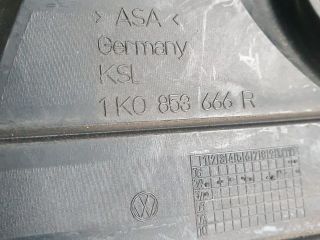 > ASA <
Germany
KSL
1K0 853 666 R